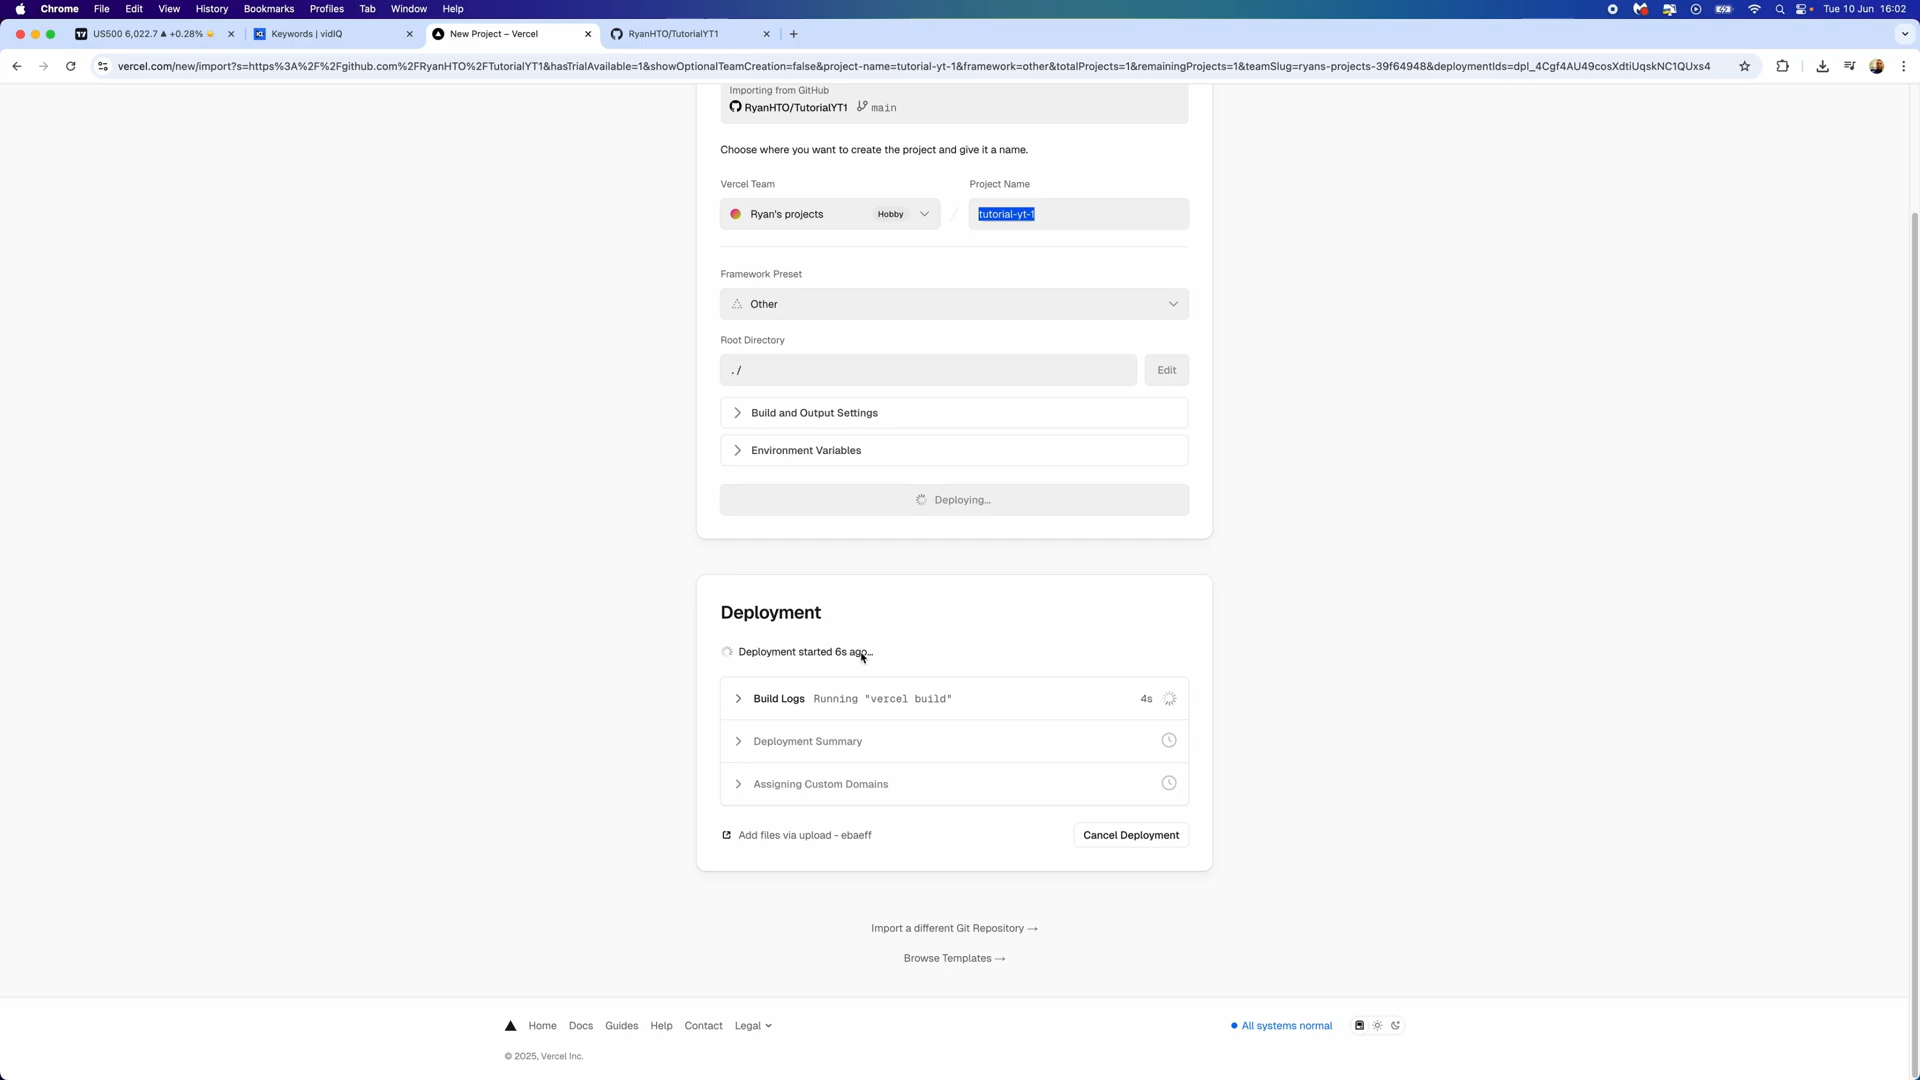 Chrome File Edit View History Bookmarks Profiles Tab Window Help Tue 10 Jun 16:02
US500 6,022.7 ▲ +0.28% Keywords | vidIQ New Project – Vercel RyanHTO/TutorialYT1
vercel.com/new/import?s=https%3A%2F%2Fgithub.com%2FRyanHTO%2FTutorialYT1&hasTrialAvailable=1&showOptionalTeamCreation=false&project-name=tutorial-yt-1&framework=other&totalProjects=1&remainingProjects=1&teamSlug=ryans-projects-39f64948&deploymentIds=dpl_4Cgf4AU49cosXdtiUqskNC1QUxs4
Importing from GitHub
RyanHTO/TutorialYT1 main
Choose where you want to create the project and give it a name.
Vercel Team Project Name
Ryan's projects Hobby / tutorial-yt-1
Framework Preset
Other
Root Directory
./ Edit
Build and Output Settings
Environment Variables
Deploying...
Deployment
Deployment started 6s ago...
Build Logs Running "vercel build" 4s
Deployment Summary
Assigning Custom Domains
Add files via upload - ebaeff Cancel Deployment
Import a different Git Repository →
Browse Templates →
Home Docs Guides Help Contact Legal All systems normal
© 2025, Vercel Inc.